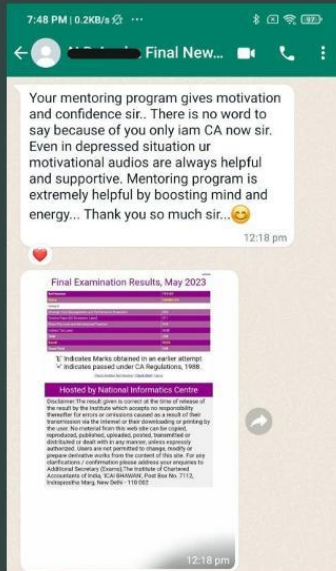 7:48 PM | 0.2KB/s
Final New...
Your mentoring program gives motivation
and confidence sir.. There is no word to
say because of you only iam CA now sir.
Even in depressed situation ur
motivational audios are always helpful
and supportive. Mentoring program is
extremely helpful by boosting mind and
energy... Thank you so much sir...😊
12:18 pm
Final Examination Results, May 2023
'E' Indicates Marks obtained in an earlier attempt
indicates passed under CA Regulations, 1988.
Hosted by National Informatics Centre
Disclaimer: The result given is correct at the time of release of
the result by the Institute which accepts no responsibility
thereafter for errors or omissions caused as a result of their
transmission via the internet or their downloading or printing by
the user. No material from this web site can be copied,
reproduced, published, uploaded, posted, transmitted or
distributed or dealt with in any manner, unless expressly
authorized. Users are not permitted to change, modify or
prepare derivative works from the content of this site. For any
clarifications / confirmation please address your enquiries to
Additional Secretary (Exams), The Institute of Chartered
Accountants of India, 'ICAI BHAWAN', Post Box No. 7112,
Indraprastha Marg, New Delhi - 110 002
12:18 pm